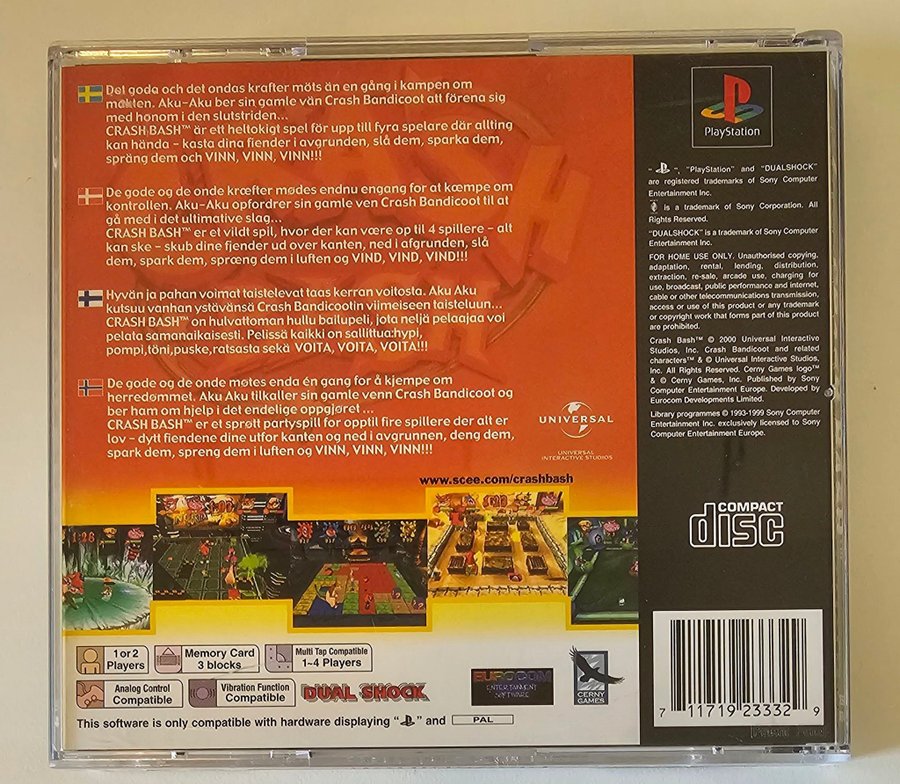 Det goda och det ondas krafter möts än en gång i kampen om
makten. Aku-Aku ber sin gamle vän Crash Bandicoot att förena sig
med honom i den slutstriden...
CRASH BASH™ är ett heltokigt spel för upp till fyra spelare där allting
kan hända – kasta dina fiender i avgrunden, slå dem, sparka dem,
spräng dem och VINN, VINN, VINN!!!
De gode og de onde kræfter mødes endnu engang for at kæmpe om
kontrollen. Aku-Aku opfordrer sin gamle ven Crash Bandicoot til at
gå med i det ultimative slag...
CRASH BASH™ er et vildt spil, hvor der kan være op til 4 spillere – alt
kan ske – skub dine fjender ud over kanten, ned i afgrunden, slå
dem, spark dem, spræng dem i luften og VIND, VIND, VIND!!!
Hyvän ja pahan voimat taistelevat taas kerran voitosta. Aku Aku
kutsuu vanhan ystävänsä Crash Bandicootin viimeiseen taisteluun...
CRASH BASH™ on hulvattoman hullu bailupeli, jota neljä pelaajaa voi
pelata samanaikaisesti. Pelissä kaikki on sallittua:hypi,
pompi,töni,puske,ratsasta sekä VOITA, VOITA, VOITA!!!
De gode og de onde møtes enda én gang for å kjempe om
herredømmet. Aku Aku tilkaller sin gamle venn Crash Bandicoot og
ber ham om hjelp i det endelige oppgjøret ...
CRASH BASH™ er et sprøtt partyspill for opptil fire spillere der alt er
lov – dytt fiendene dine utfor kanten og ned i avgrunnen, deng dem,
spark dem, spreng dem i luften og VINN, VINN, VINN!!!
UNIVERSAL
UNIVERSAL
INTERACTIVE STUDIOS
www.scee.com/crashbash
1 or 2
Players
Memory Card
3 blocks
Multi Tap Compatible
1~4 Players
Analog Control
Compatible
Vibration Function
Compatible
DUAL SHOCK
EUROCOM
ENTERTAINMENT
SOFTWARE
CERNY
GAMES
This software is only compatible with hardware displaying “ ” and PAL
PlayStation
“ ”, "PlayStation" and "DUALSHOCK"
are registered trademarks of Sony Computer
Entertainment Inc.
is a trademark of Sony Corporation. All
Rights Reserved.
"DUALSHOCK" is a trademark of Sony Computer
Entertainment Inc.
FOR HOME USE ONLY. Unauthorised copying,
adaptation, rental, lending, distribution,
extraction, re-sale, arcade use, charging for
use, broadcast, public performance and internet,
cable or other telecommunications transmission,
access or use of this product or any trademark
or copyright work that forms part of this product
are prohibited.
Crash Bash™ © 2000 Universal Interactive
Studios, Inc. Crash Bandicoot and related
characters™ & © Universal Interactive Studios,
Inc. All Rights Reserved. Cerny Games logo™
& © Cerny Games, Inc. Published by Sony
Computer Entertainment Europe. Developed by
Eurocom Developments Limited.
Library programmes © 1993-1999 Sony Computer
Entertainment Inc. exclusively licensed to Sony
Computer Entertainment Europe.
COMPACT
disc
7 11719 23332 9